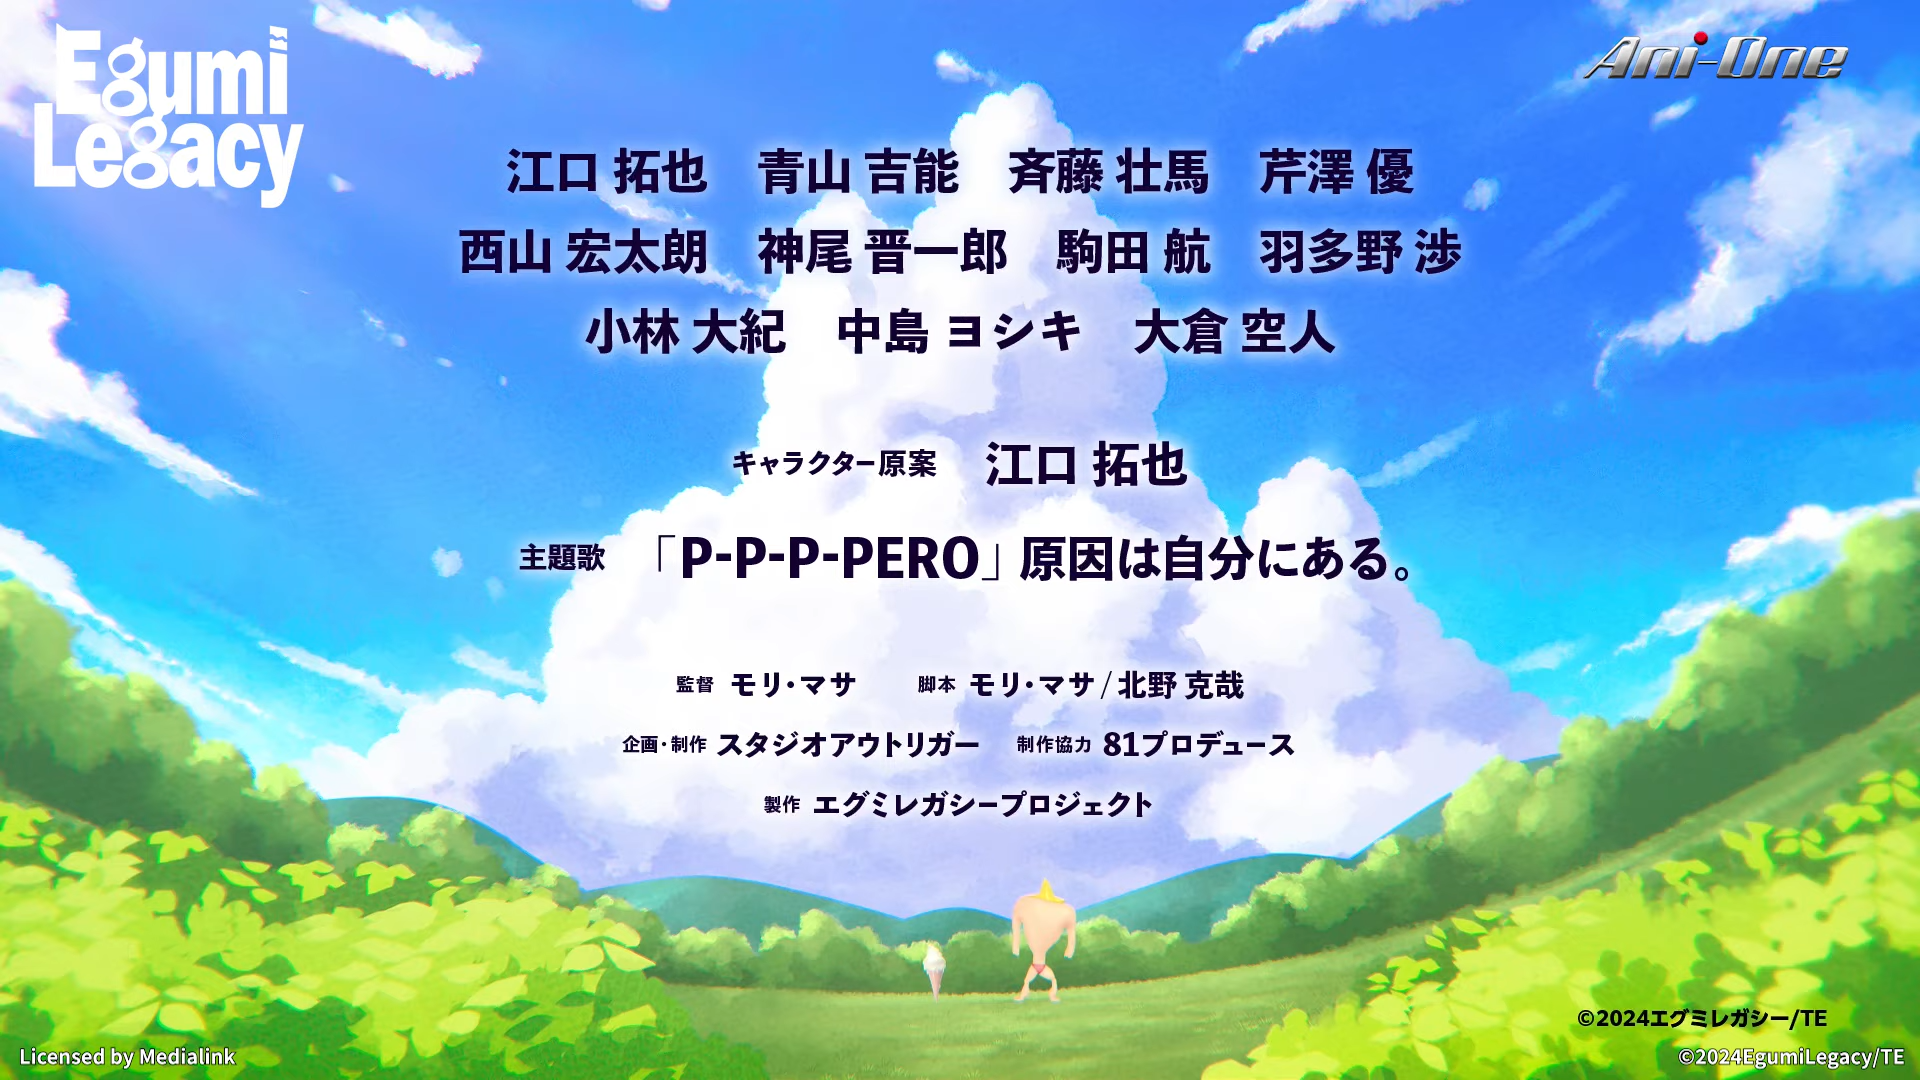 Egumi
Legacy
Ani-One
江口 拓也　青山 吉能　斉藤 壮馬　芹澤 優
西山 宏太朗　神尾 晋一郎　駒田 航　羽多野 渉
小林 大紀　中島 ヨシキ　大倉 空人
キャラクター原案　江口 拓也
主題歌　「P-P-P-PERO」原因は自分にある。
監督 モリ・マサ　脚本 モリ・マサ / 北野 克哉
企画・制作 スタジオアウトリガー　制作協力 81プロデュース
製作 エグミレガシープロジェクト
©2024エグミレガシー/TE
Licensed by Medialink
©2024EgumiLegacy/TE